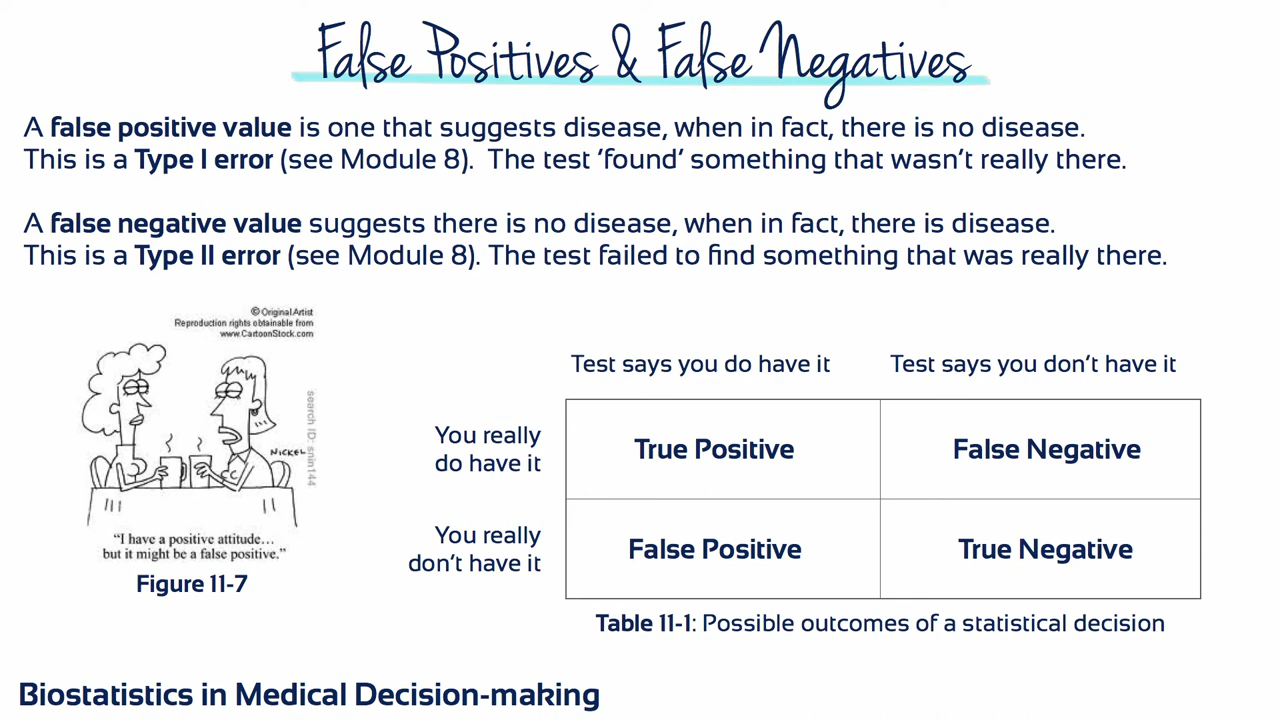 False Positives & False Negatives
A false positive value is one that suggests disease, when in fact, there is no disease.
This is a Type I error (see Module 8). The test ‘found’ something that wasn’t really there.
A false negative value suggests there is no disease, when in fact, there is disease.
This is a Type II error (see Module 8). The test failed to find something that was really there.
© Original Artist
Reproduction rights obtainable from
www.CartoonStock.com
search ID: snin144
NICKEL
“I have a positive attitude...
but it might be a false positive.”
Figure 11-7
Test says you do have it
Test says you don’t have it
You really
do have it
True Positive
False Negative
You really
don’t have it
False Positive
True Negative
Table 11-1: Possible outcomes of a statistical decision
Biostatistics in Medical Decision-making